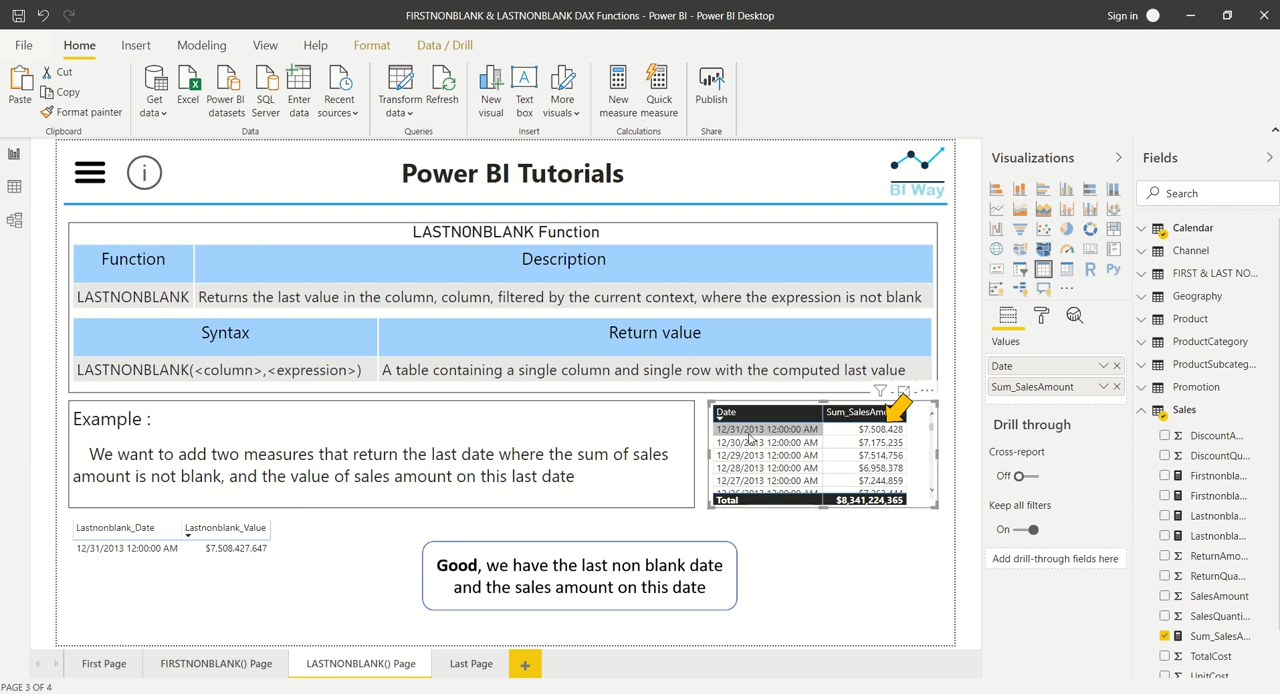 FIRSTNONBLANK & LASTNONBLANK DAX Functions - Power BI - Power BI Desktop
Sign in
File
Home
Insert
Modeling
View
Help
Format
Data / Drill
Paste
Cut
Copy
Format painter
Clipboard
Get data
Excel
Power BI datasets
SQL Server
Enter data
Recent sources
Data
Transform data
Refresh
Queries
New visual
Text box
More visuals
Insert
New measure
Quick measure
Calculations
Publish
Share
i
Power BI Tutorials
BI Way
LASTNONBLANK Function
Function
Description
LASTNONBLANK
Returns the last value in the column, column, filtered by the current context, where the expression is not blank
Syntax
Return value
LASTNONBLANK(<column>,<expression>)
A table containing a single column and single row with the computed last value
Example :
We want to add two measures that return the last date where the sum of sales
amount is not blank, and the value of sales amount on this last date
Date
12/31/2013 12:00:00 AM $7,508,428
12/30/2013 12:00:00 AM $7,175,235
12/29/2013 12:00:00 AM $7,514,756
12/28/2013 12:00:00 AM $6,958,378
12/27/2013 12:00:00 AM $7,244,859
Total $8,341,224,365
Lastnonblank_Date Lastnonblank_Value
12/31/2013 12:00:00 AM $7,508,427.647
Good, we have the last non blank date
and the sales amount on this date
First Page
FIRSTNONBLANK() Page
LASTNONBLANK() Page
Last Page
+
PAGE 3 OF 4
Visualizations
R
Py
Values
Date
Sum_SalesAmount
Drill through
Cross-report
Off
Keep all filters
On
Add drill-through fields here
Fields
Search
Calendar
Channel
FIRST & LAST NO...
Geography
Product
ProductCategory
ProductSubcateg...
Promotion
Sales
DiscountA...
DiscountQu...
Firstnonbla...
Firstnonbla...
Lastnonbla...
Lastnonbla...
ReturnAmo...
ReturnQua...
SalesAmount
SalesQuanti...
Sum_SalesA...
TotalCost
UnitCost